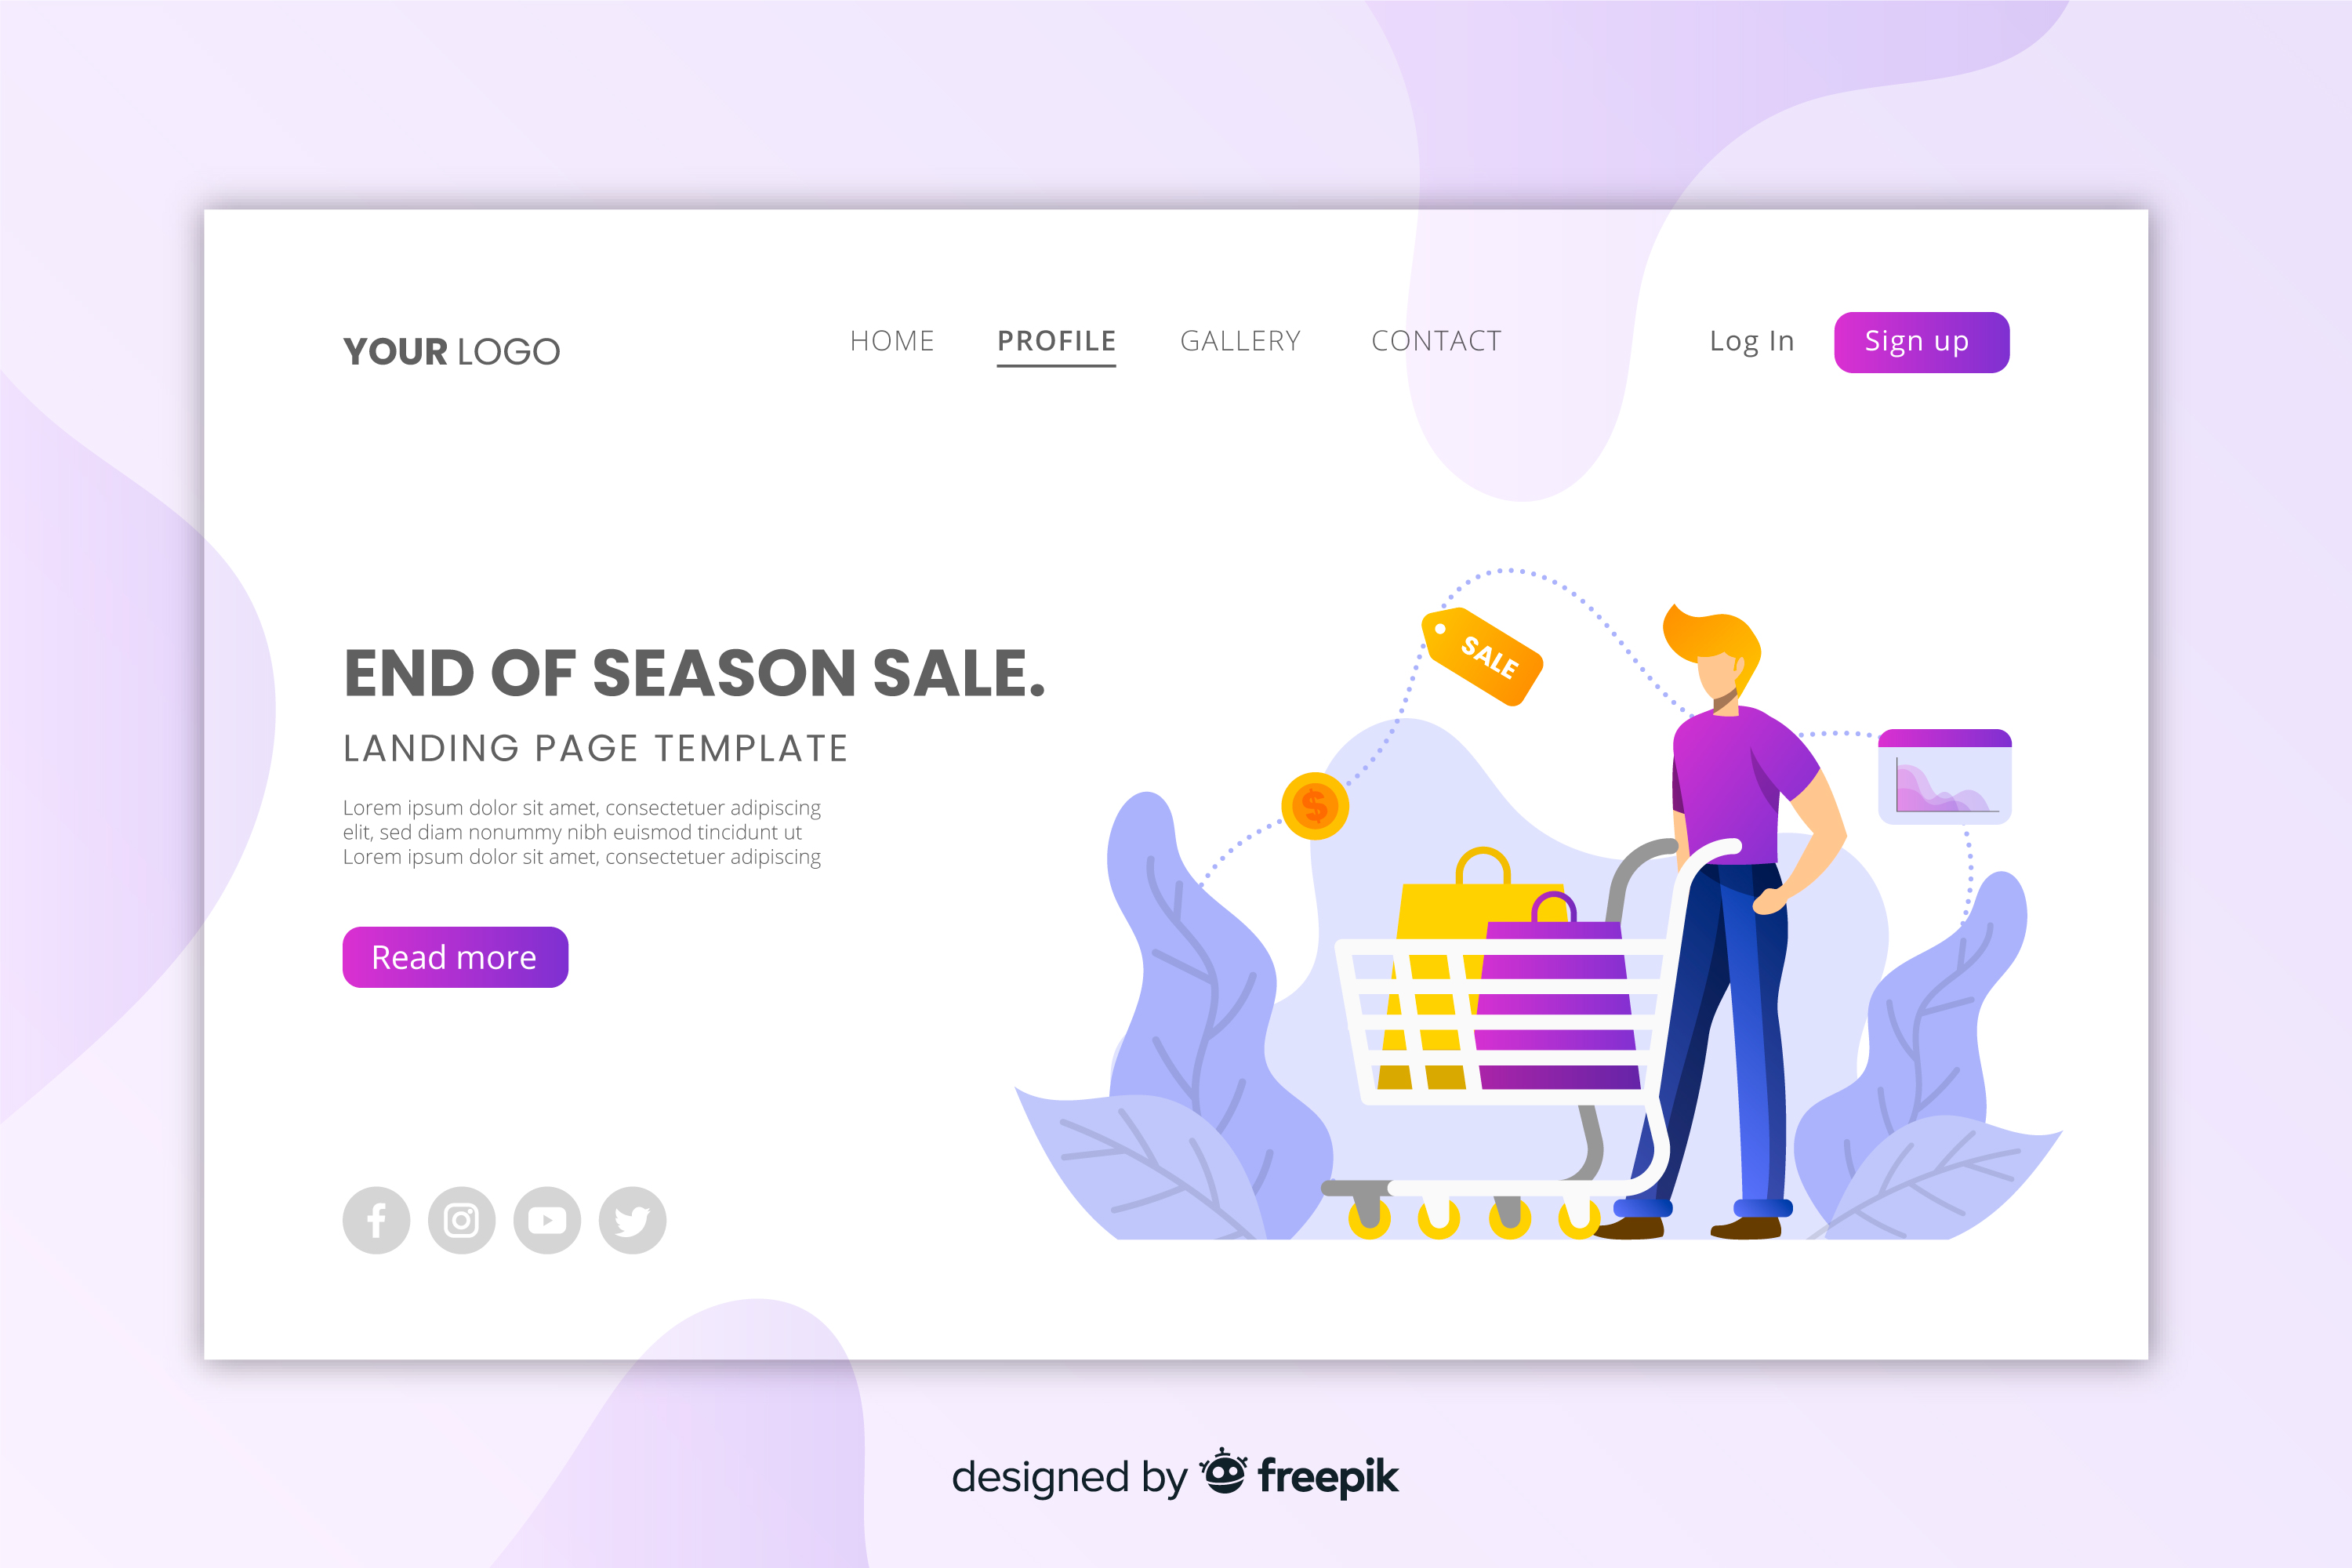 YOUR LOGO
HOME PROFILE GALLERY CONTACT Log In Sign up
END OF SEASON SALE.
LANDING PAGE TEMPLATE
Lorem ipsum dolor sit amet, consectetuer adipiscing
elit, sed diam nonummy nibh euismod tincidunt ut
Lorem ipsum dolor sit amet, consectetuer adipiscing
Read more
SALE
$
designed by freepik